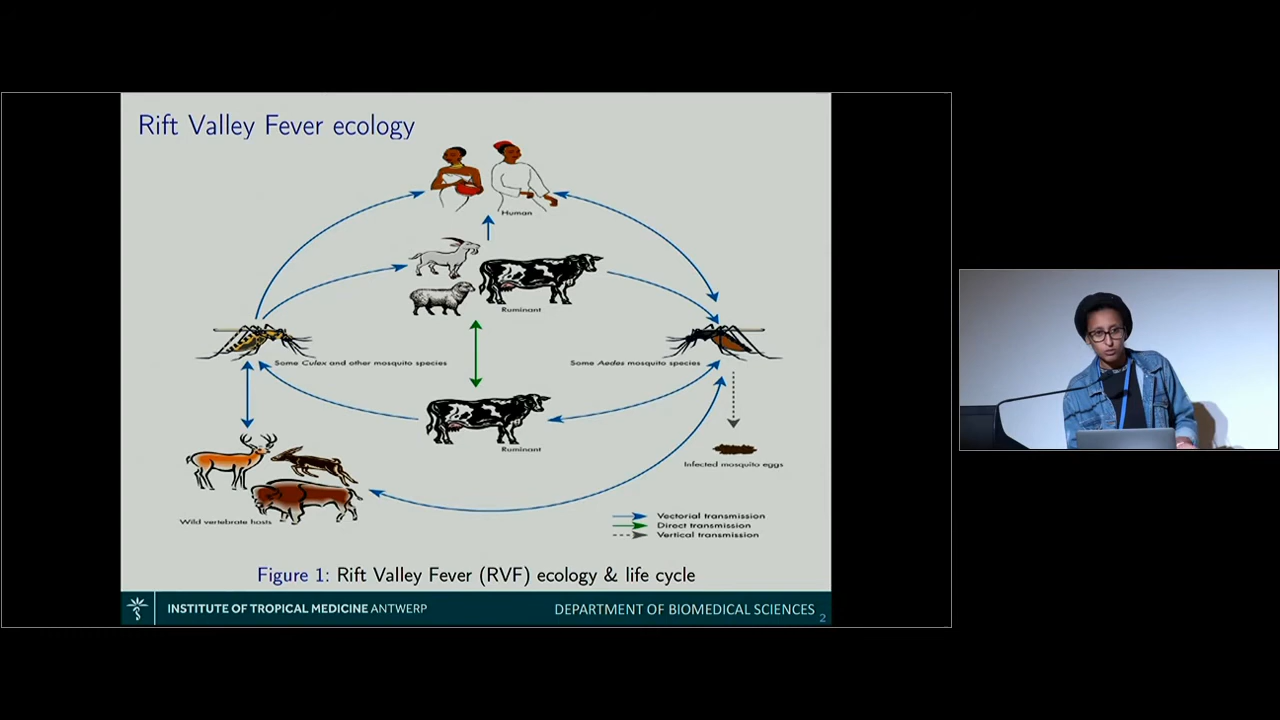 Rift Valley Fever ecology
Human
Ruminant
Some Culex and other mosquito species
Some Aedes mosquito species
Ruminant
Infected mosquito eggs
Wild vertebrate hosts
Vectorial transmission
Direct transmission
Vertical transmission
Figure 1: Rift Valley Fever (RVF) ecology & life cycle
INSTITUTE OF TROPICAL MEDICINE ANTWERP
DEPARTMENT OF BIOMEDICAL SCIENCES
2